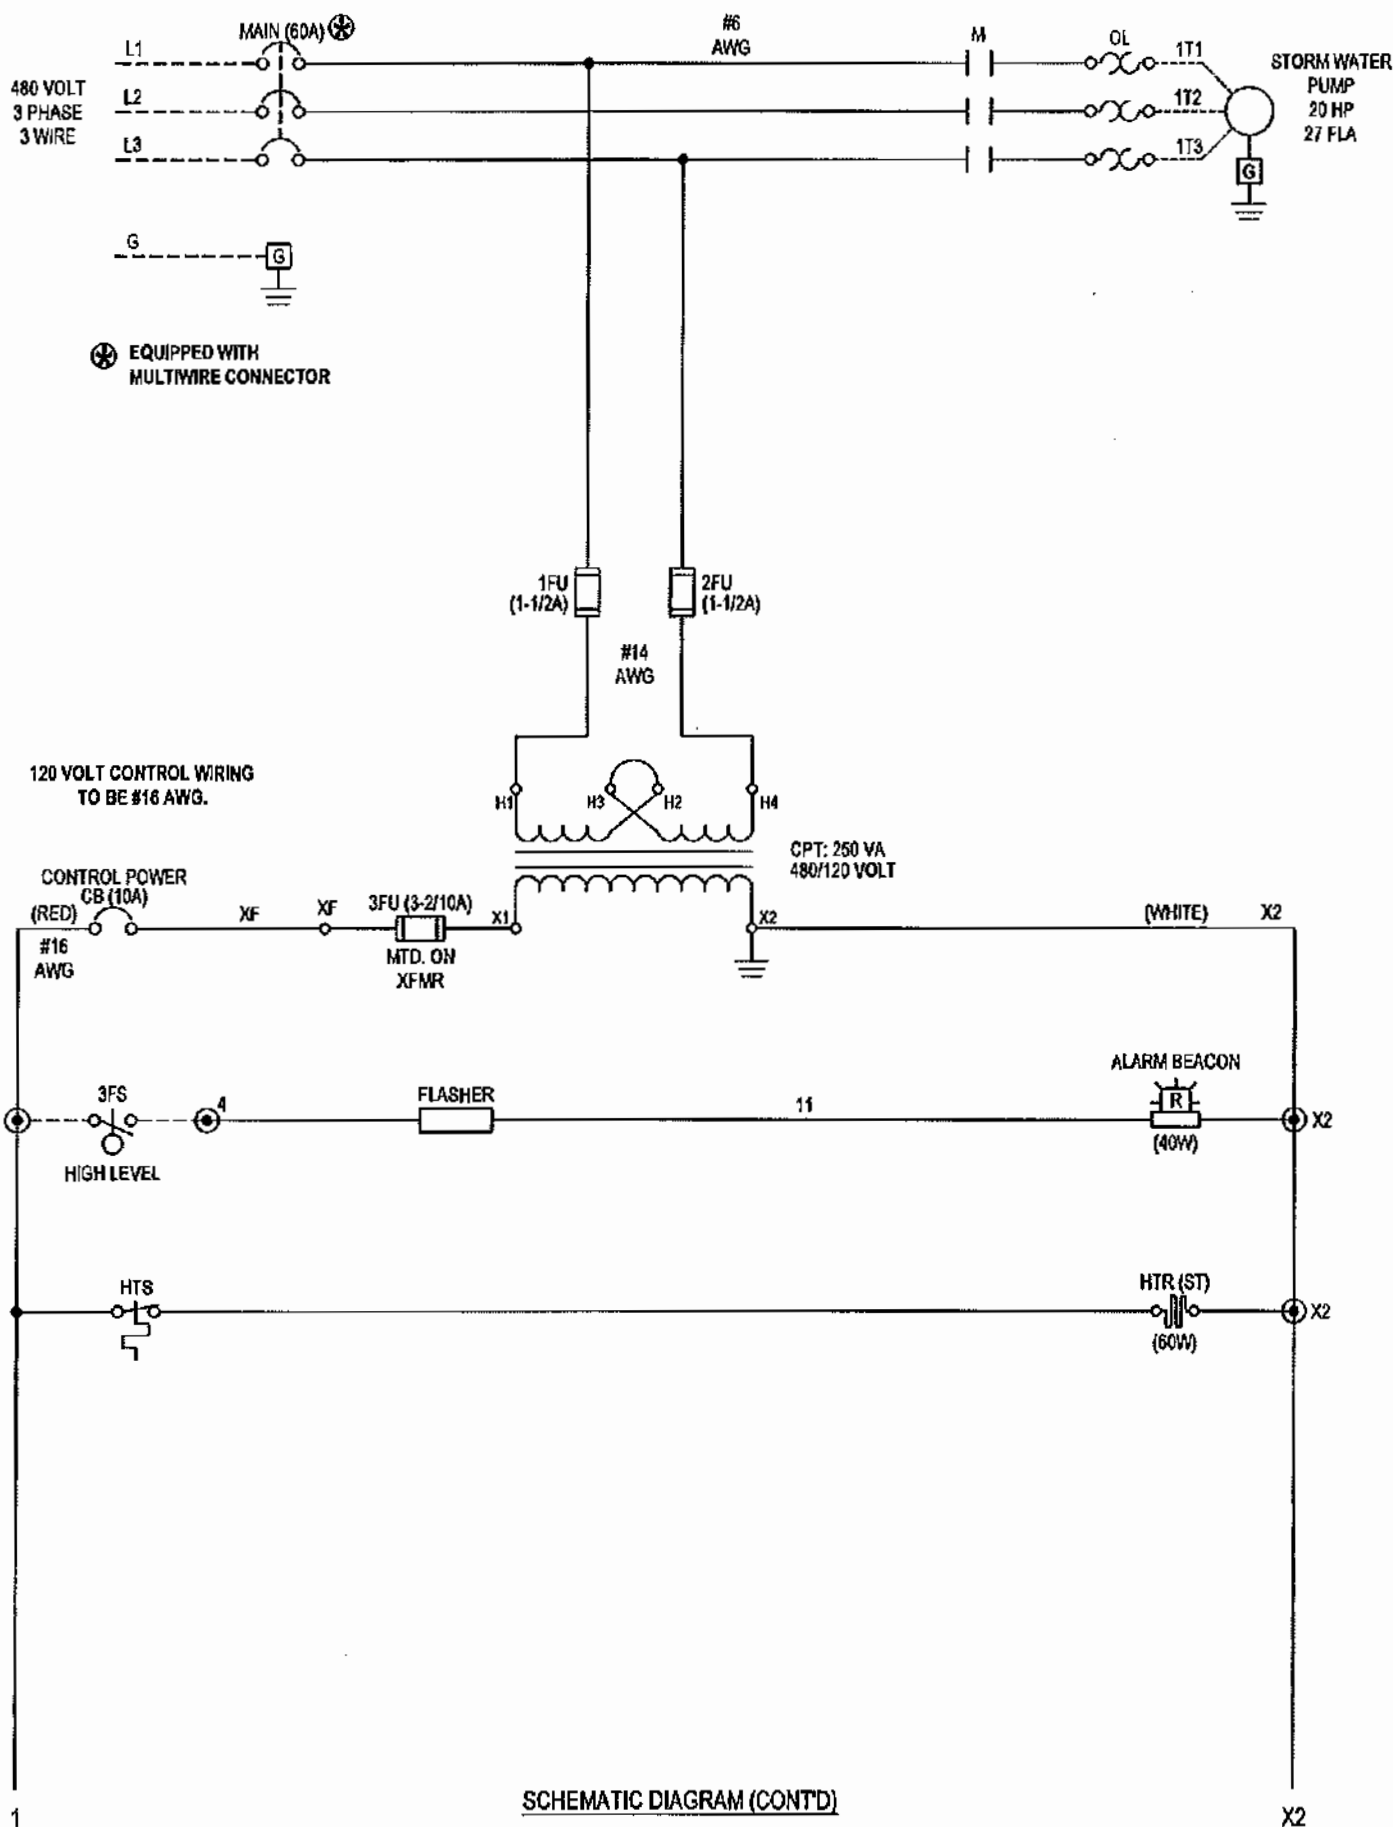 MAIN (60A)
#6
AWG
M
OL
L1
L2
L3
480 VOLT
3 PHASE
3 WIRE
1T1
1T2
1T3
STORM WATER
PUMP
20 HP
27 FLA
G
G
G
EQUIPPED WITH
MULTIWIRE CONNECTOR
1FU
(1-1/2A)
2FU
(1-1/2A)
#14
AWG
120 VOLT CONTROL WIRING
TO BE #16 AWG.
H1
H3
H2
H4
CPT: 250 VA
480/120 VOLT
CONTROL POWER
CB (10A)
(RED)
#16
AWG
XF
XF
3FU (3-2/10A)
MTD. ON
XFMR
X1
X2
(WHITE)
X2
3FS
HIGH LEVEL
4
FLASHER
11
ALARM BEACON
R
(40W)
X2
HTS
HTR (ST)
(60W)
X2
1
SCHEMATIC DIAGRAM (CONT'D)
X2